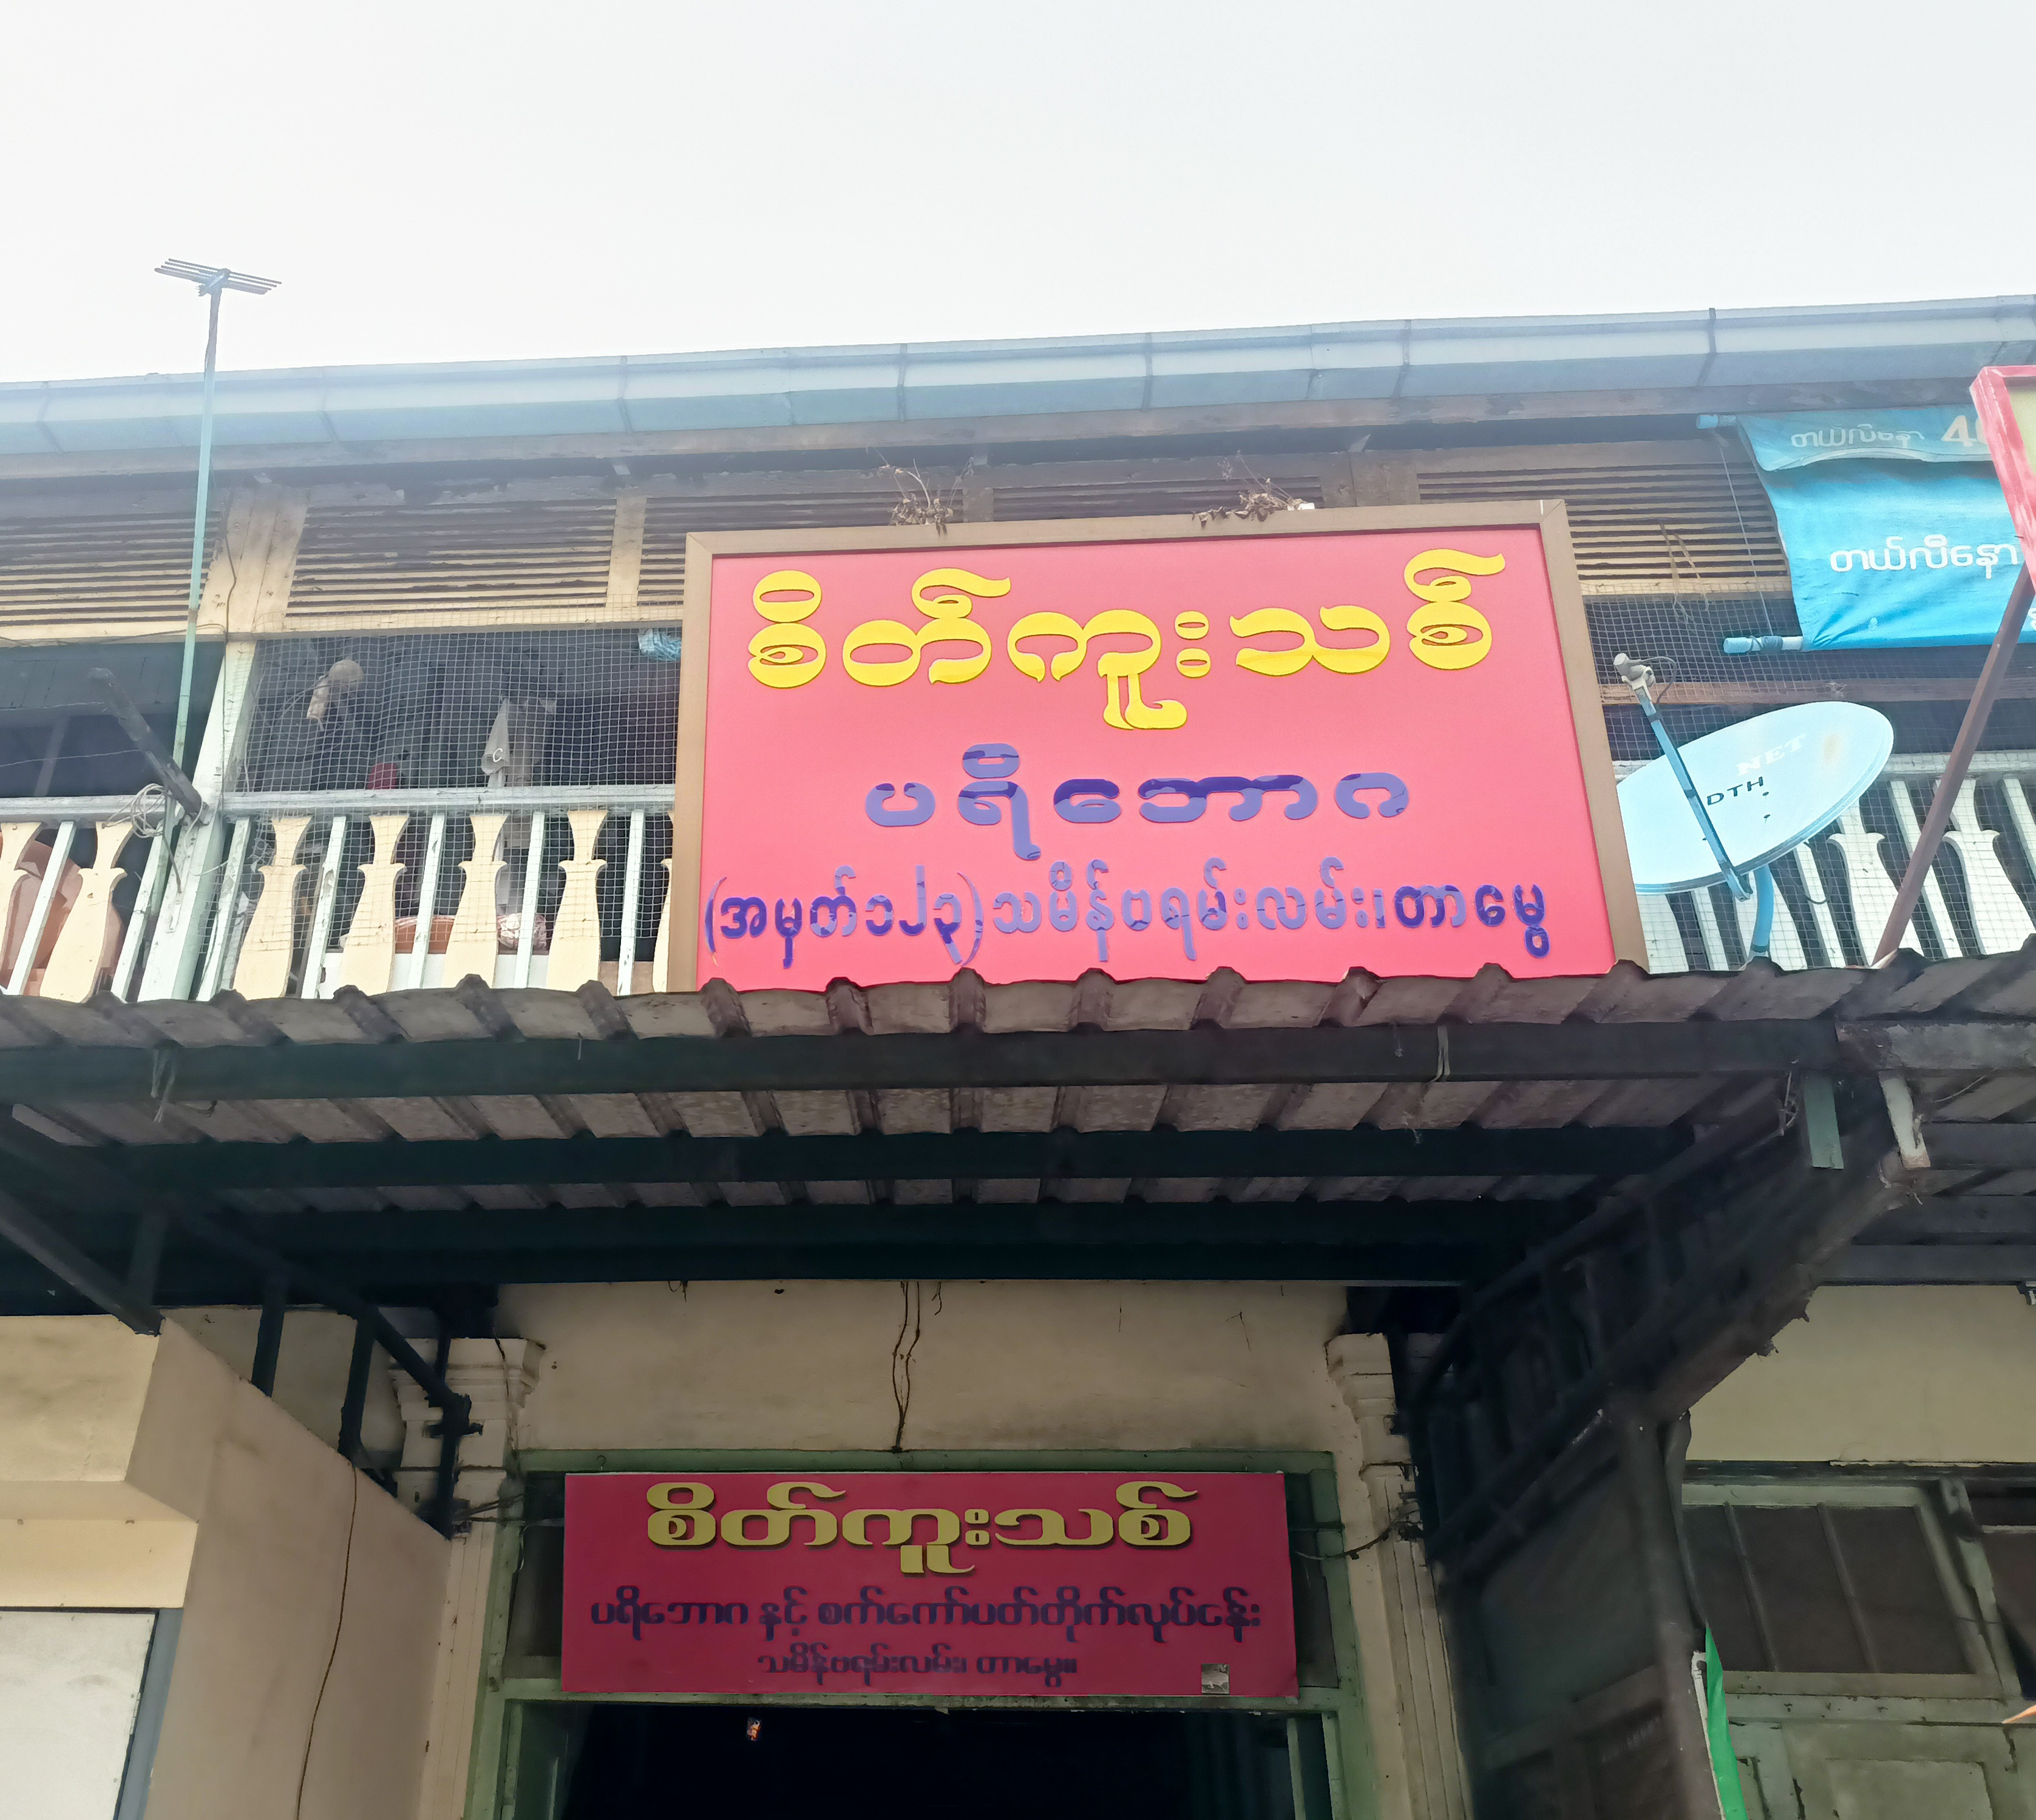 တယ်လီနော 4
တယ်လီနော
စိတ်ကူးသစ်
ပရိဘောဂ
(အမှတ်၁၂၃)သမိန်ဗရမ်းလမ်း၊တာမွေ
NET
DTH
စိတ်ကူးသစ်
ပရိဘောဂ နှင့် စက်ကော်ပတ်တိုက်လုပ်ငန်း
သမိန်ဗရမ်းလမ်း၊ တာမွေ။